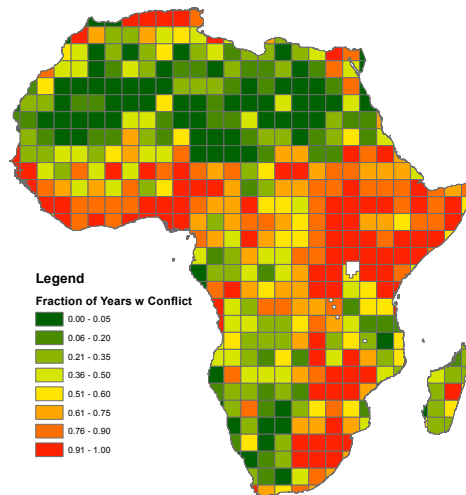 Legend
Fraction of Years w Conflict
0.00 - 0.05
0.06 - 0.20
0.21 - 0.35
0.36 - 0.50
0.51 - 0.60
0.61 - 0.75
0.76 - 0.90
0.91 - 1.00